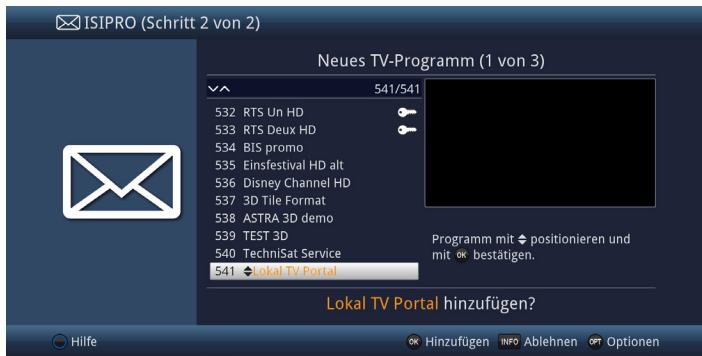 ISIPRO (Schritt 2 von 2)
Neues TV-Programm (1 von 3)
541/541
532 RTS Un HD
533 RTS Deux HD
534 BIS promo
535 Einsfestival HD alt
536 Disney Channel HD
537 3D Tile Format
538 ASTRA 3D demo
539 TEST 3D
540 TechniSat Service
541 Lokal TV Portal
Programm mit positionieren und
mit OK bestätigen.
Lokal TV Portal hinzufügen?
Hilfe
OK Hinzufügen INFO Ablehnen OPT Optionen